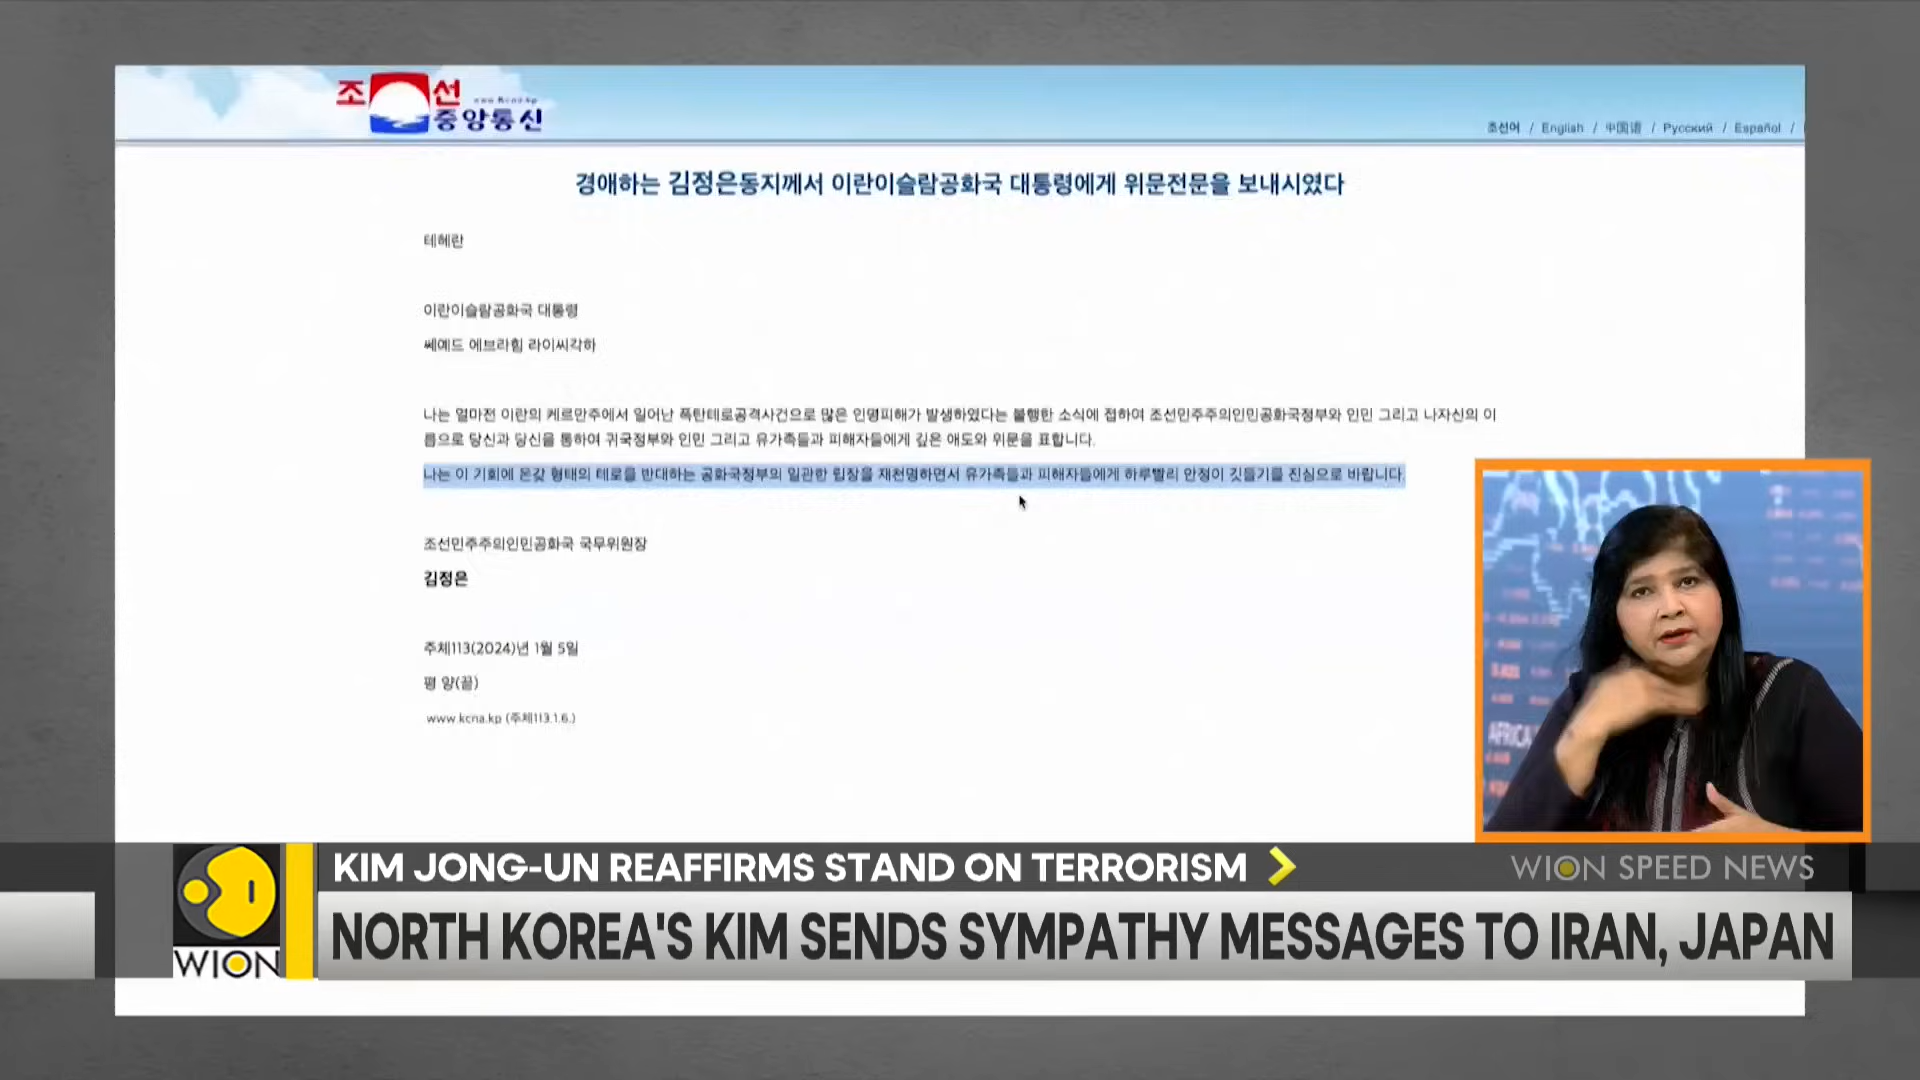 조선
www.kcna.kp
중앙통신
조선어 / English / 中国语 / Русский / Español /
경애하는 김정은동지께서 이란이슬람공화국 대통령에게 위문전문을 보내시였다
테헤란
이란이슬람공화국 대통령
쎄예드 에브라힘 라이씨각하
나는 얼마전 이란의 케르만주에서 일어난 폭탄테로공격사건으로 많은 인명피해가 발생하였다는 불행한 소식에 접하여 조선민주주의인민공화국정부와 인민 그리고 나자신의 이
름으로 당신과 당신을 통하여 귀국정부와 인민 그리고 유가족들과 피해자들에게 깊은 애도와 위문을 표합니다.
나는 이 기회에 온갖 형태의 테로를 반대하는 공화국정부의 일관한 립장을 재천명하면서 유가족들과 피해자들에게 하루빨리 안정이 깃들기를 진심으로 바랍니다.
조선민주주의인민공화국 국무위원장
김정은
주체113(2024)년 1월 5일
평 양(끝)
www.kcna.kp (주체113.1.6.)
AFRICA
KIM JONG-UN REAFFIRMS STAND ON TERRORISM
WION SPEED NEWS
NORTH KOREA'S KIM SENDS SYMPATHY MESSAGES TO IRAN, JAPAN
WION